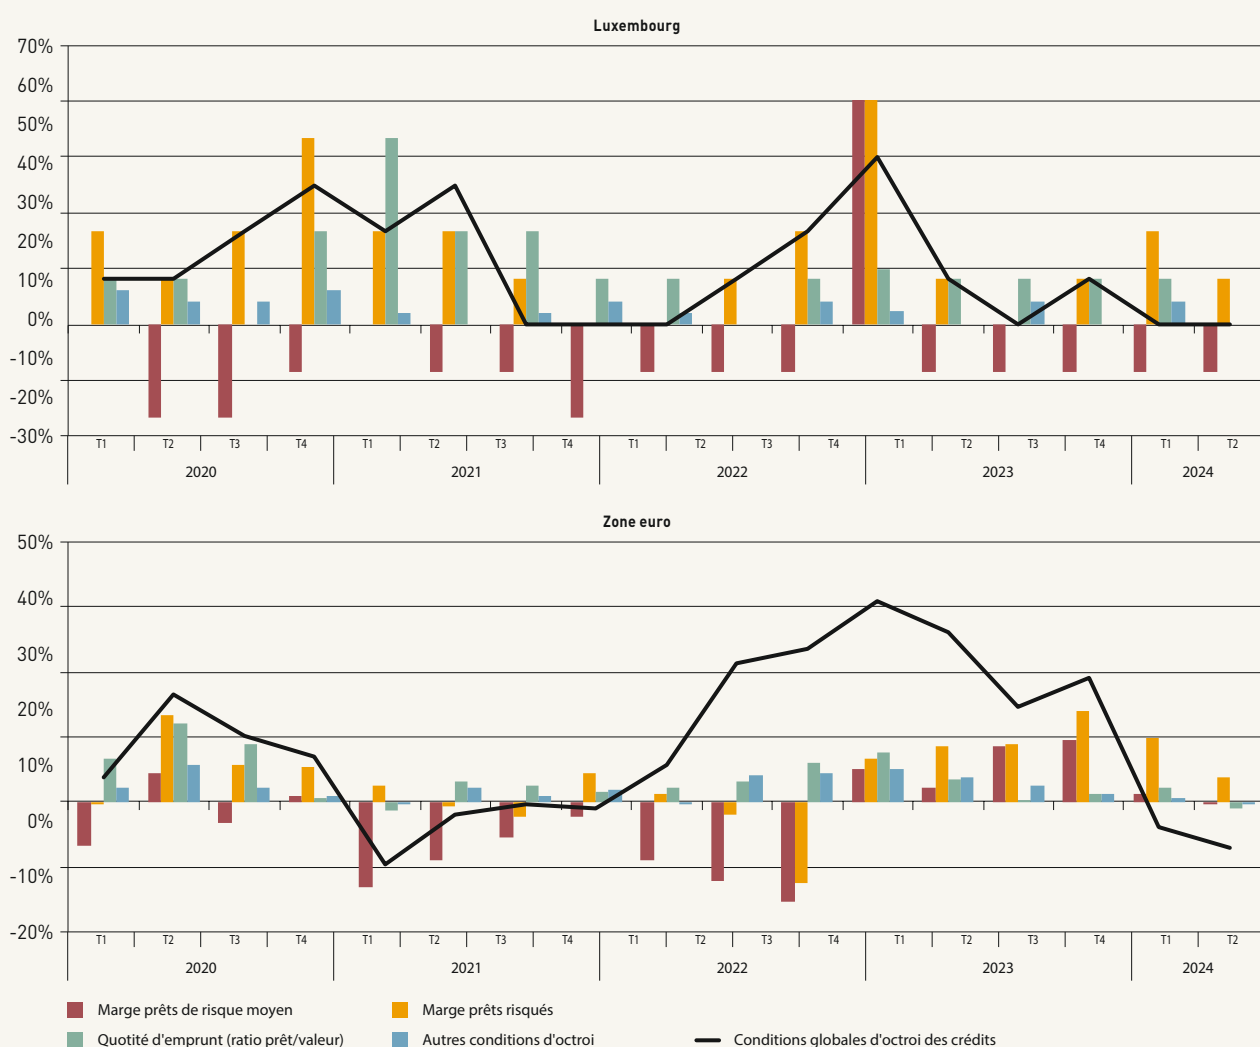 Luxembourg
70%
60%
50%
40%
30%
20%
10%
0%
-10%
-20%
-30%
T1 T2 T3 T4 T1 T2 T3 T4 T1 T2 T3 T4 T1 T2 T3 T4 T1 T2
2020 2021 2022 2023 2024
Zone euro
50%
40%
30%
20%
10%
0%
-10%
-20%
T1 T2 T3 T4 T1 T2 T3 T4 T1 T2 T3 T4 T1 T2 T3 T4 T1 T2
2020 2021 2022 2023 2024
Marge prêts de risque moyen Marge prêts risqués
Quotité d'emprunt (ratio prêt/valeur) Autres conditions d'octroi Conditions globales d'octroi des crédits